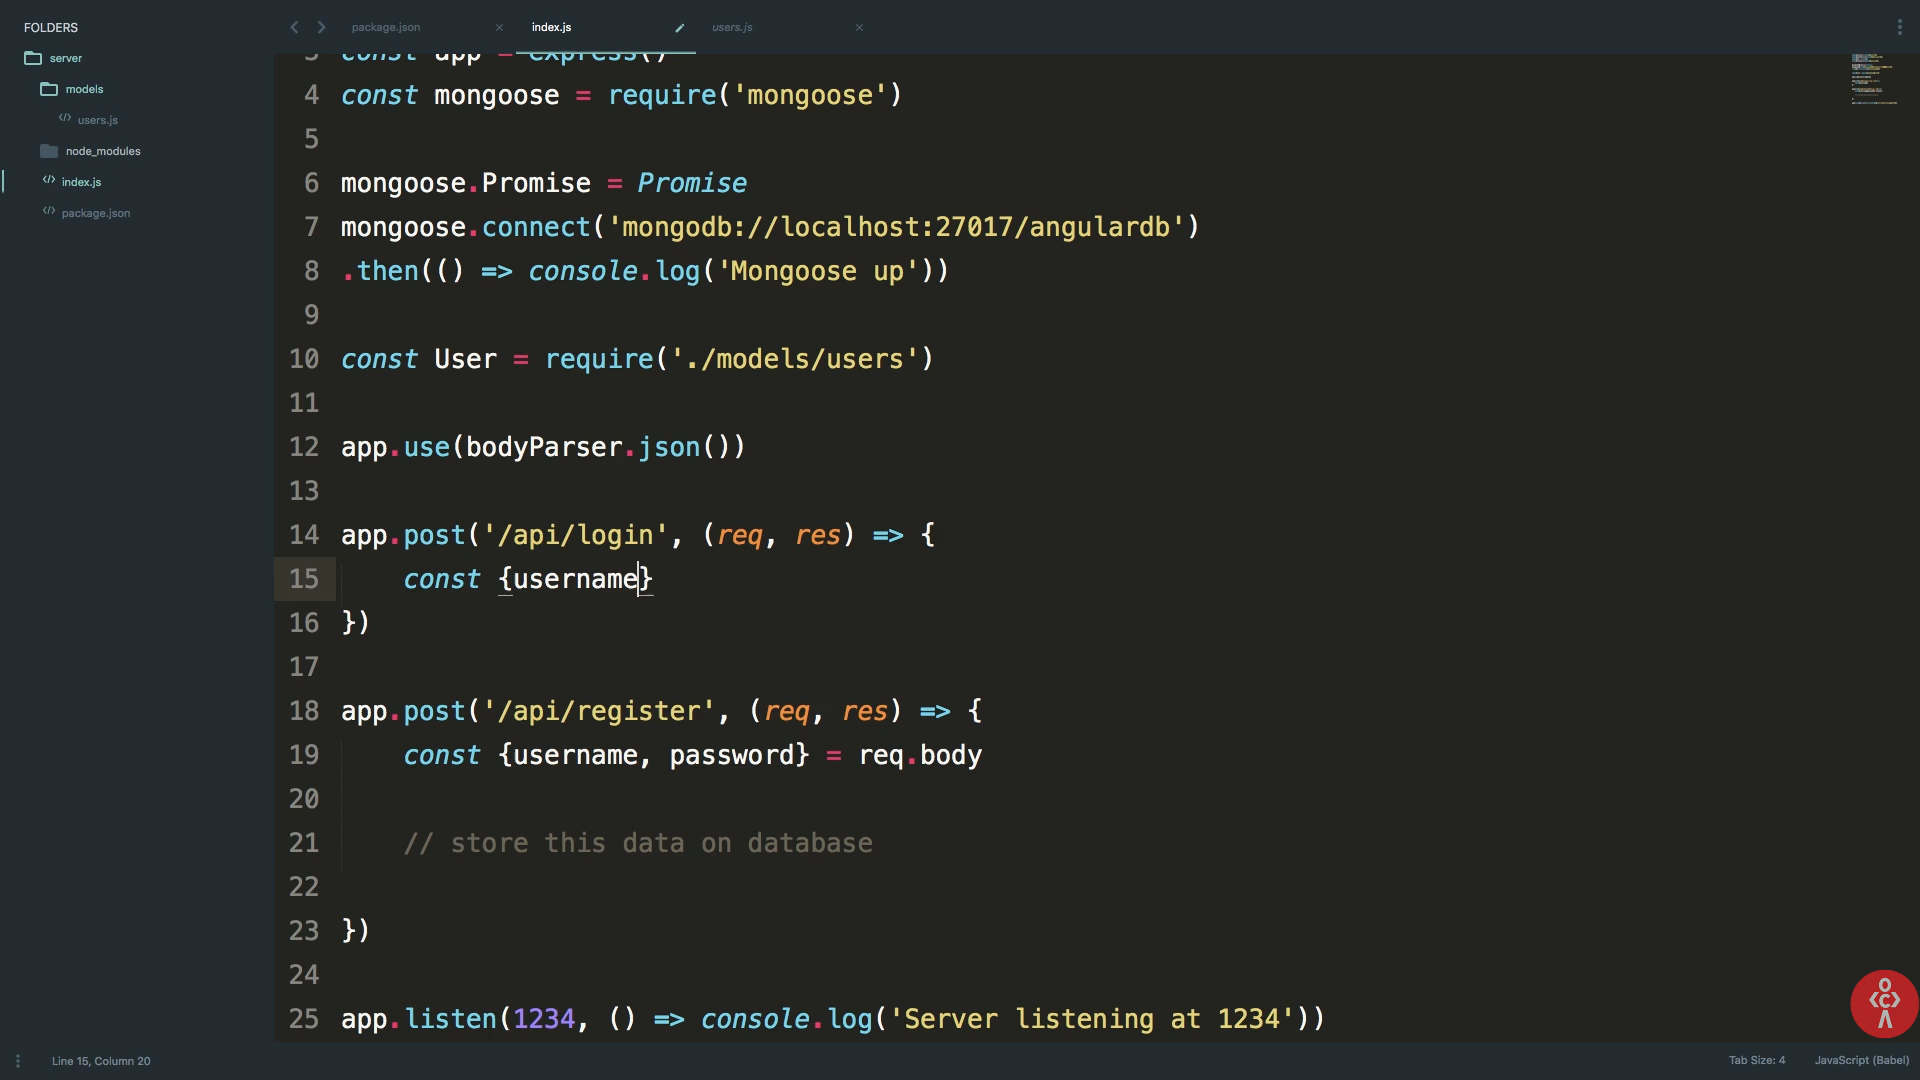 FOLDERS
server
models
users.js
node_modules
index.js
package.json
package.json
index.js
users.js
3 const app = express()
4 const mongoose = require('mongoose')
5
6 mongoose.Promise = Promise
7 mongoose.connect('mongodb://localhost:27017/angulardb')
8 .then(() => console.log('Mongoose up'))
9
10 const User = require('./models/users')
11
12 app.use(bodyParser.json())
13
14 app.post('/api/login', (req, res) => {
15 const {username}
16 })
17
18 app.post('/api/register', (req, res) => {
19 const {username, password} = req.body
20
21 // store this data on database
22
23 })
24
25 app.listen(1234, () => console.log('Server listening at 1234'))
Line 15, Column 20
Tab Size: 4
JavaScript (Babel)